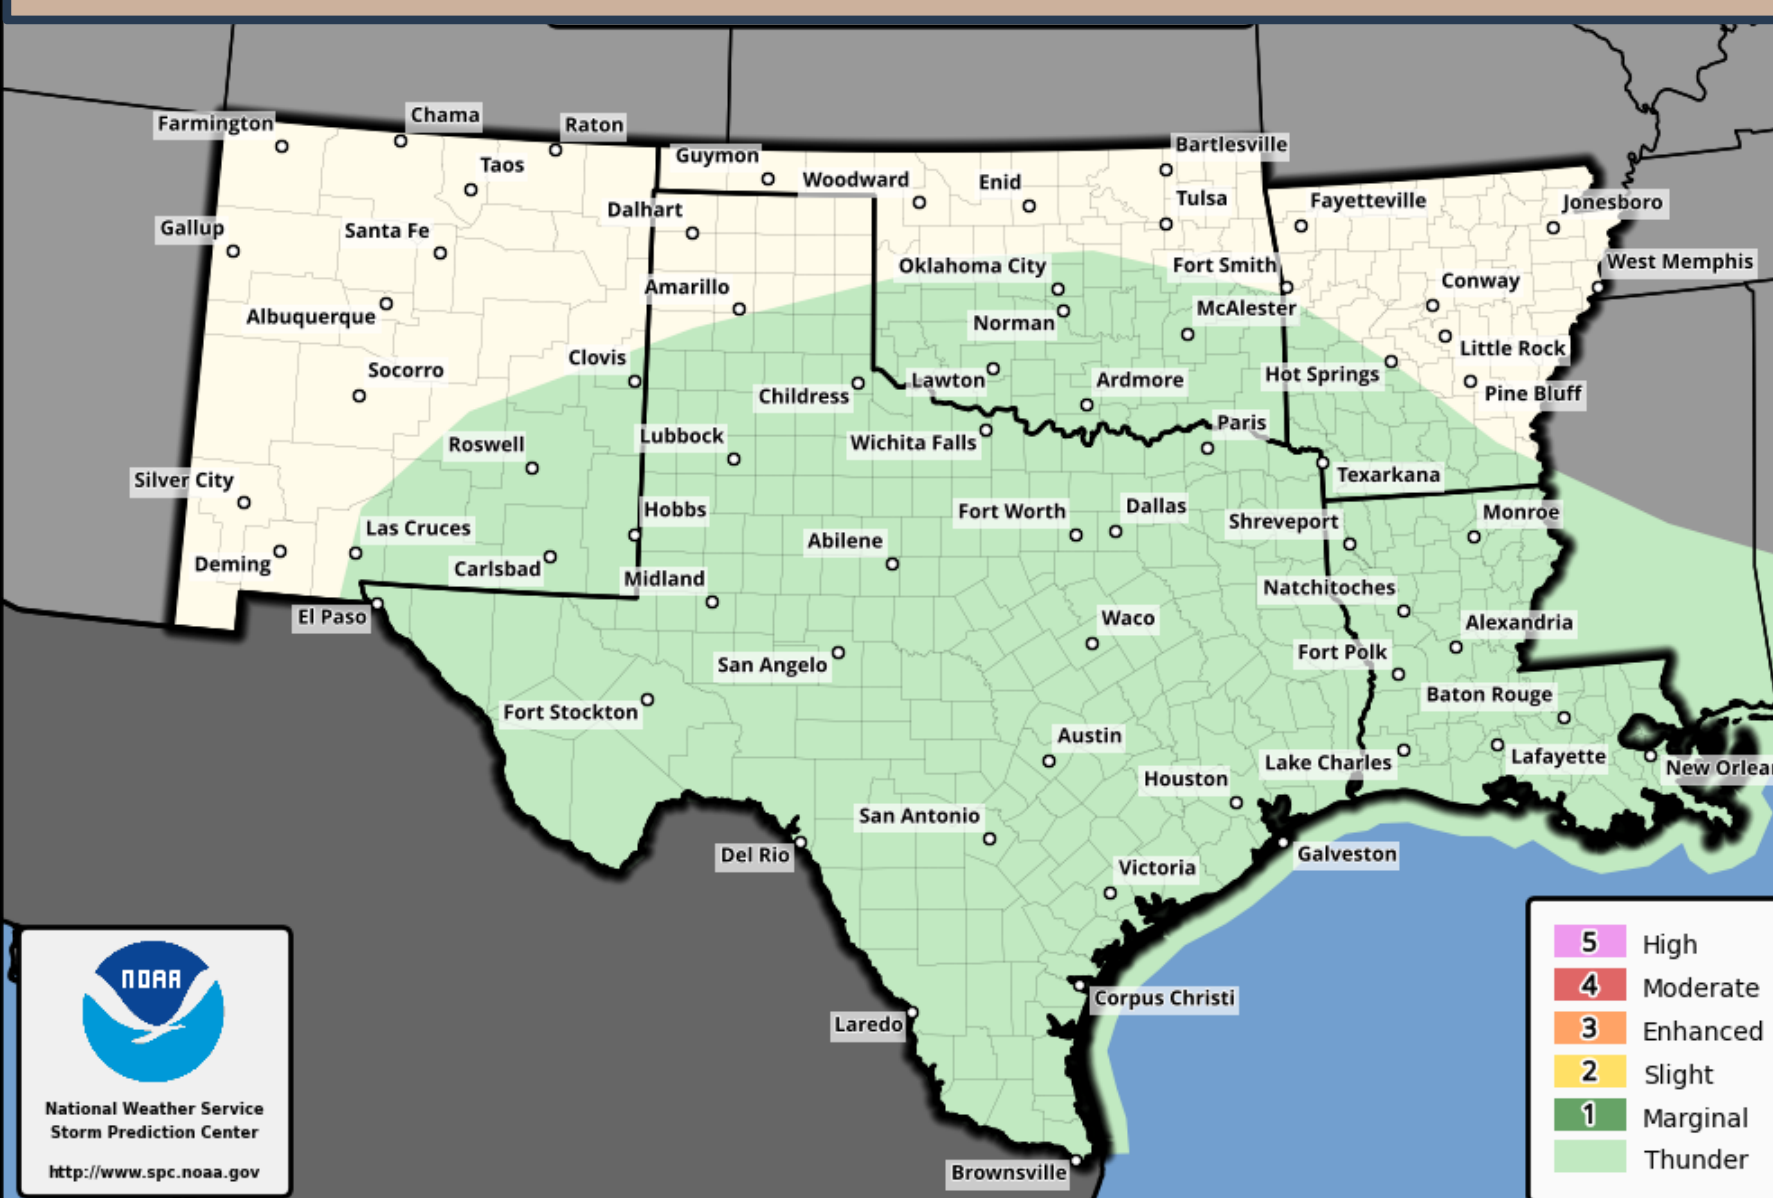 Farmington
Chama
Raton
Taos
Guymon
Woodward
Enid
Bartlesville
Tulsa
Fayetteville
Jonesboro
Gallup
Santa Fe
Dalhart
Oklahoma City
Fort Smith
West Memphis
Amarillo
Conway
Albuquerque
Norman
McAlester
Little Rock
Clovis
Socorro
Childress
Lawton
Ardmore
Hot Springs
Pine Bluff
Roswell
Lubbock
Wichita Falls
Paris
Silver City
Texarkana
Las Cruces
Hobbs
Fort Worth
Dallas
Shreveport
Monroe
Deming
Carlsbad
Midland
Abilene
Natchitoches
El Paso
Waco
Alexandria
San Angelo
Fort Polk
Fort Stockton
Baton Rouge
Austin
Houston
Lake Charles
Lafayette
New Orlea
San Antonio
Del Rio
Victoria
Galveston
Corpus Christi
Laredo
Brownsville
NOAA
National Weather Service
Storm Prediction Center
http://www.spc.noaa.gov
5 High
4 Moderate
3 Enhanced
2 Slight
1 Marginal
Thunder